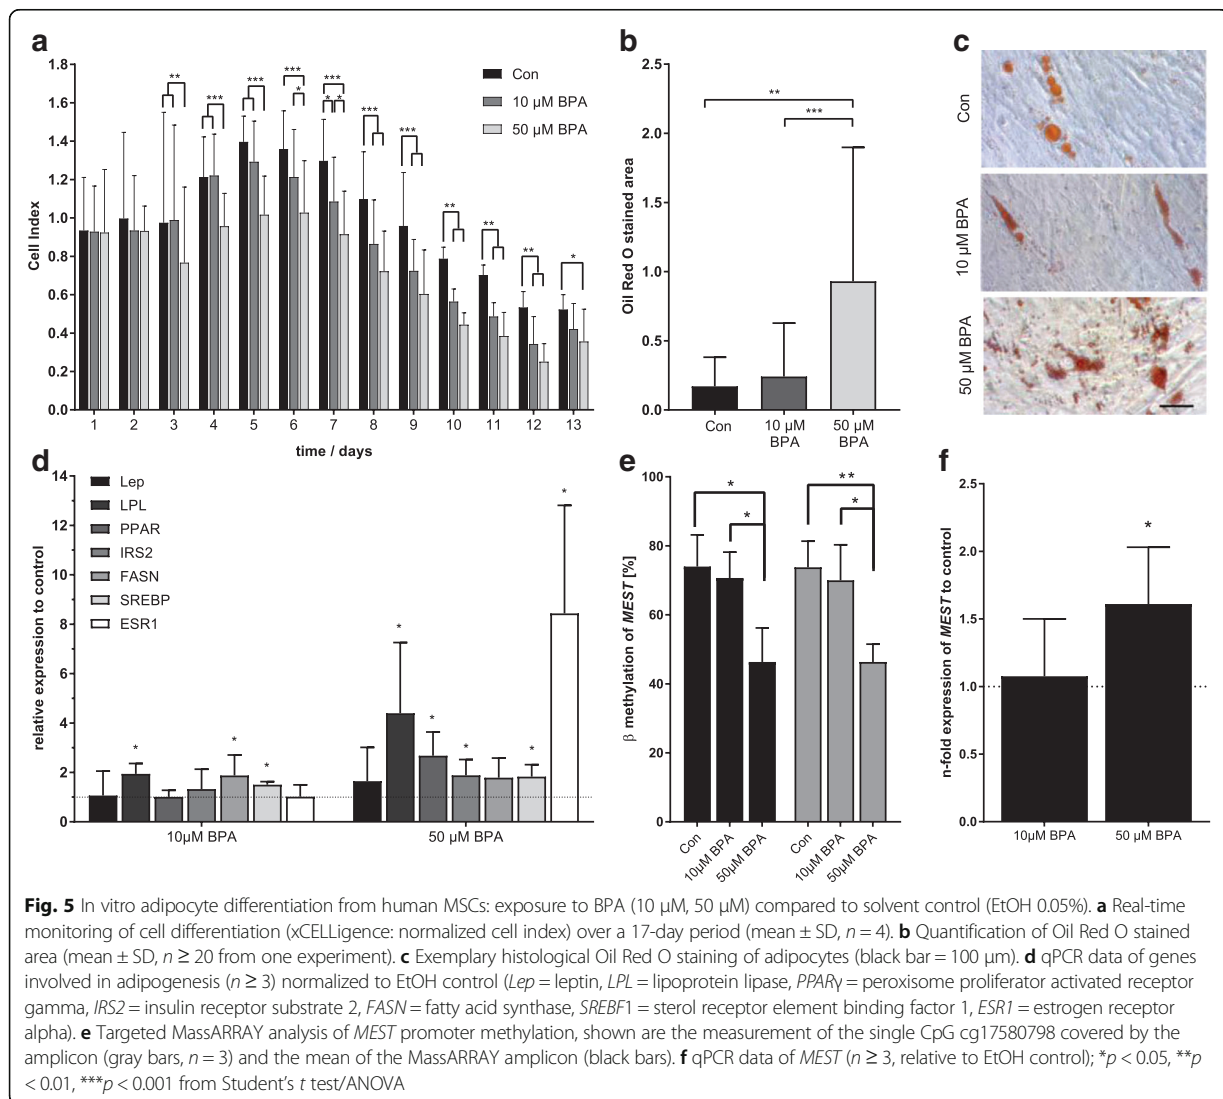 a
1.8
1.6
1.4
1.2
1.0
0.8
0.6
0.4
0.2
0.0
Cell Index
Con
10 µM BPA
50 µM BPA
**
***
***
***
*
***
* *
***
***
**
**
**
*
1 2 3 4 5 6 7 8 9 10 11 12 13
time / days
b
2.5
2.0
1.5
1.0
0.5
0.0
Oil Red O stained area
**
***
Con
10 µM BPA
50 µM BPA
c
Con
10 µM BPA
50 µM BPA
d
14
12
10
8
6
4
2
0
relative expression to control
Lep
LPL
PPAR
IRS2
FASN
SREBP
ESR1
* * *
* * * * *
10µM BPA
50 µM BPA
e
100
80
60
40
20
0
β methylation of MEST [%]
*
*
**
*
Con
10µM BPA
50µM BPA
Con
10µM BPA
50µM BPA
f
2.5
2.0
1.5
1.0
0.5
0.0
n-fold expression of MEST to control
*
10µM BPA
50 µM BPA
Fig. 5 In vitro adipocyte differentiation from human MSCs: exposure to BPA (10 µM, 50 µM) compared to solvent control (EtOH 0.05%). a Real-time
monitoring of cell differentiation (xCELLigence: normalized cell index) over a 17-day period (mean ± SD, n = 4). b Quantification of Oil Red O stained
area (mean ± SD, n ≥ 20 from one experiment). c Exemplary histological Oil Red O staining of adipocytes (black bar = 100 µm). d qPCR data of genes
involved in adipogenesis (n ≥ 3) normalized to EtOH control (Lep = leptin, LPL = lipoprotein lipase, PPARγ = peroxisome proliferator activated receptor
gamma, IRS2 = insulin receptor substrate 2, FASN = fatty acid synthase, SREBF1 = sterol receptor element binding factor 1, ESR1 = estrogen receptor
alpha). e Targeted MassARRAY analysis of MEST promoter methylation, shown are the measurement of the single CpG cg17580798 covered by the
amplicon (gray bars, n = 3) and the mean of the MassARRAY amplicon (black bars). f qPCR data of MEST (n ≥ 3, relative to EtOH control); *p < 0.05, **p
< 0.01, ***p < 0.001 from Student's t test/ANOVA